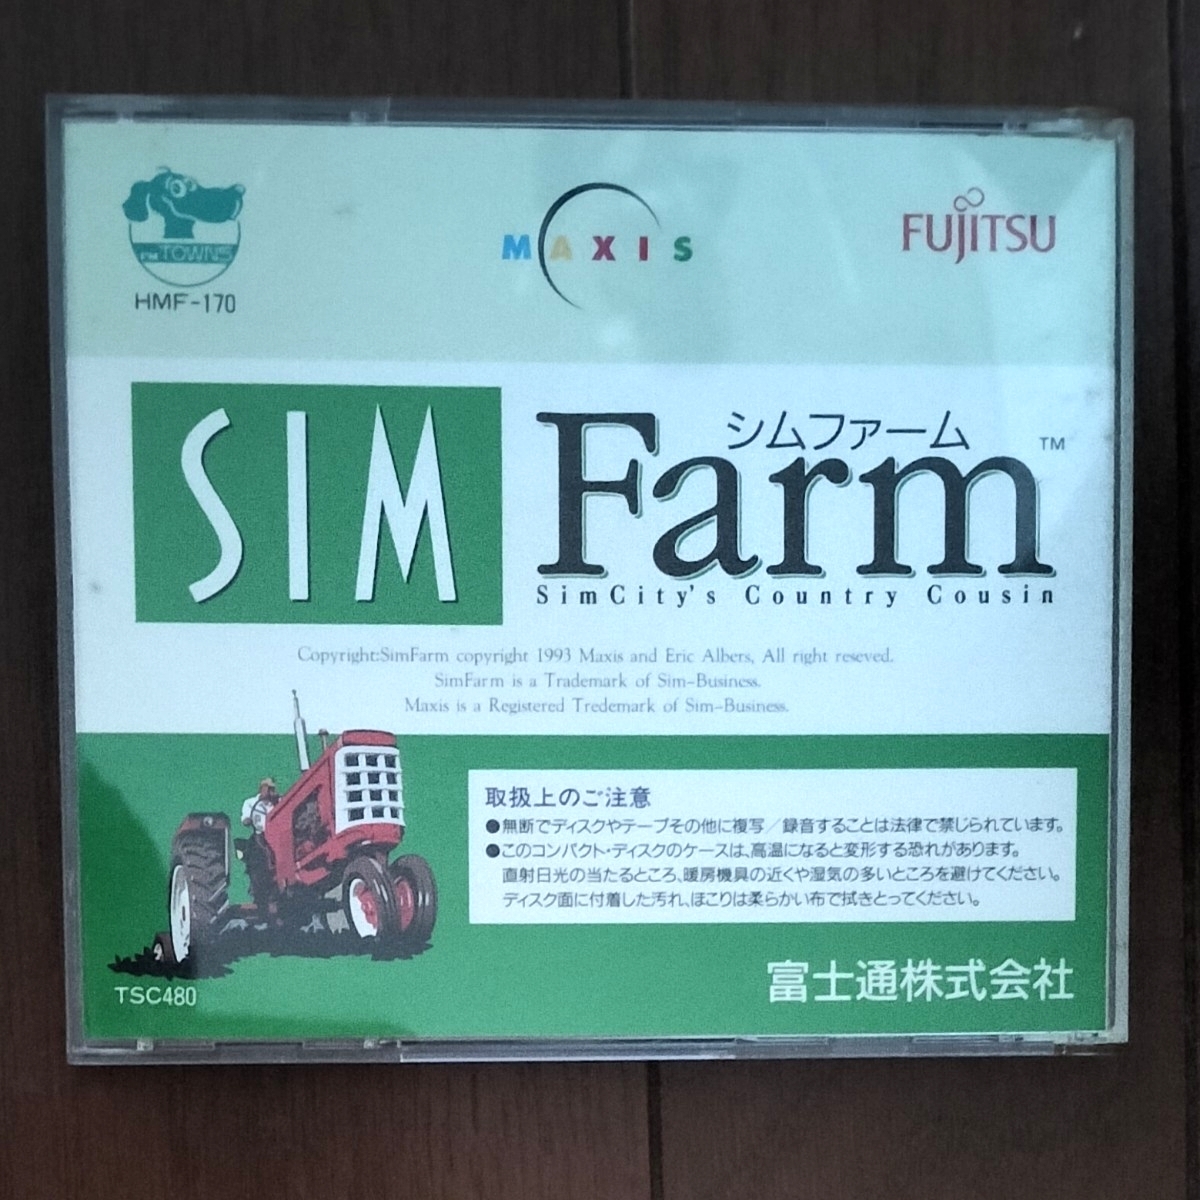 FM TOWNS
HMF-170
MAXIS
FUJITSU
SIM
シムファーム
Farm™
SimCity's Country Cousin
Copyright:SimFarm copyright 1993 Maxis and Eric Albers, All right reseved.
SimFarm is a Trademark of Sim-Business.
Maxis is a Registered Tredemark of Sim-Business.
取扱上のご注意
●無断でディスクやテープその他に複写/録音することは法律で禁じられています。
●このコンパクト・ディスクのケースは、高温になると変形する恐れがあります。
直射日光の当たるところ、暖房機具の近くや湿気の多いところを避けてください。
ディスク面に付着した汚れ、ほこりは柔らかい布で拭きとってください。
TSC480
富士通株式会社